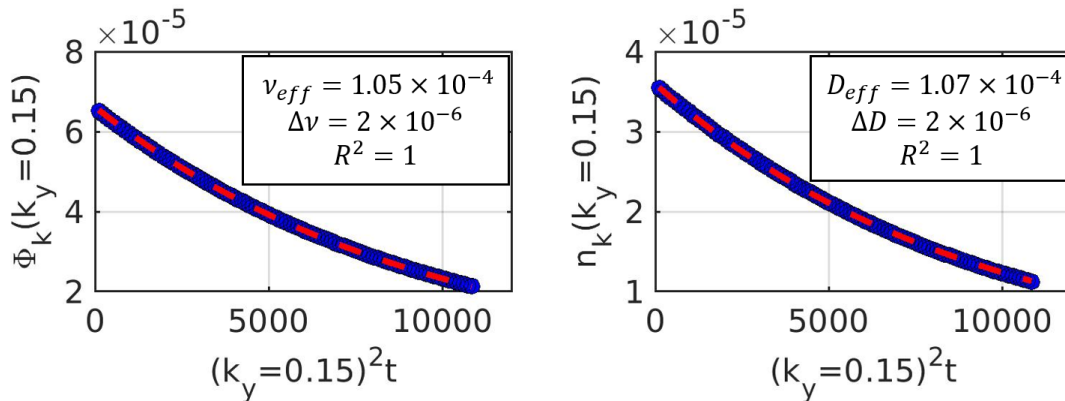 ×10⁻⁵
8
6
4
2
Φₖ(k_y=0.15)
ν_eff = 1.05 × 10⁻⁴
Δν = 2 × 10⁻⁶
R² = 1
0 5000 10000
(k_y=0.15)²t
×10⁻⁵
4
3
2
1
nₖ(k_y=0.15)
D_eff = 1.07 × 10⁻⁴
ΔD = 2 × 10⁻⁶
R² = 1
0 5000 10000
(k_y=0.15)²t